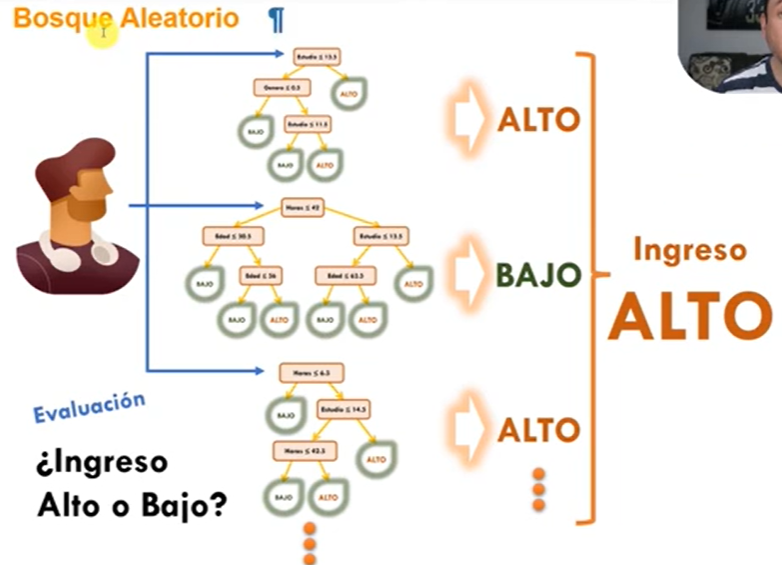 Bosque Aleatorio ¶
Estudio ≤ 13.5
Genero ≤ 0.5
ALTO
BAJO
Estudio ≤ 11.5
BAJO
ALTO
ALTO
Horas ≤ 42
Edad ≤ 30.5
Estudio ≤ 13.5
BAJO
Edad ≤ 36
Edad ≤ 63.5
ALTO
BAJO
ALTO
BAJO
ALTO
BAJO
Ingreso
ALTO
Horas ≤ 6.5
BAJO
Estudio ≤ 14.5
Horas ≤ 42.5
ALTO
BAJO
ALTO
ALTO
Evaluación
¿Ingreso
Alto o Bajo?